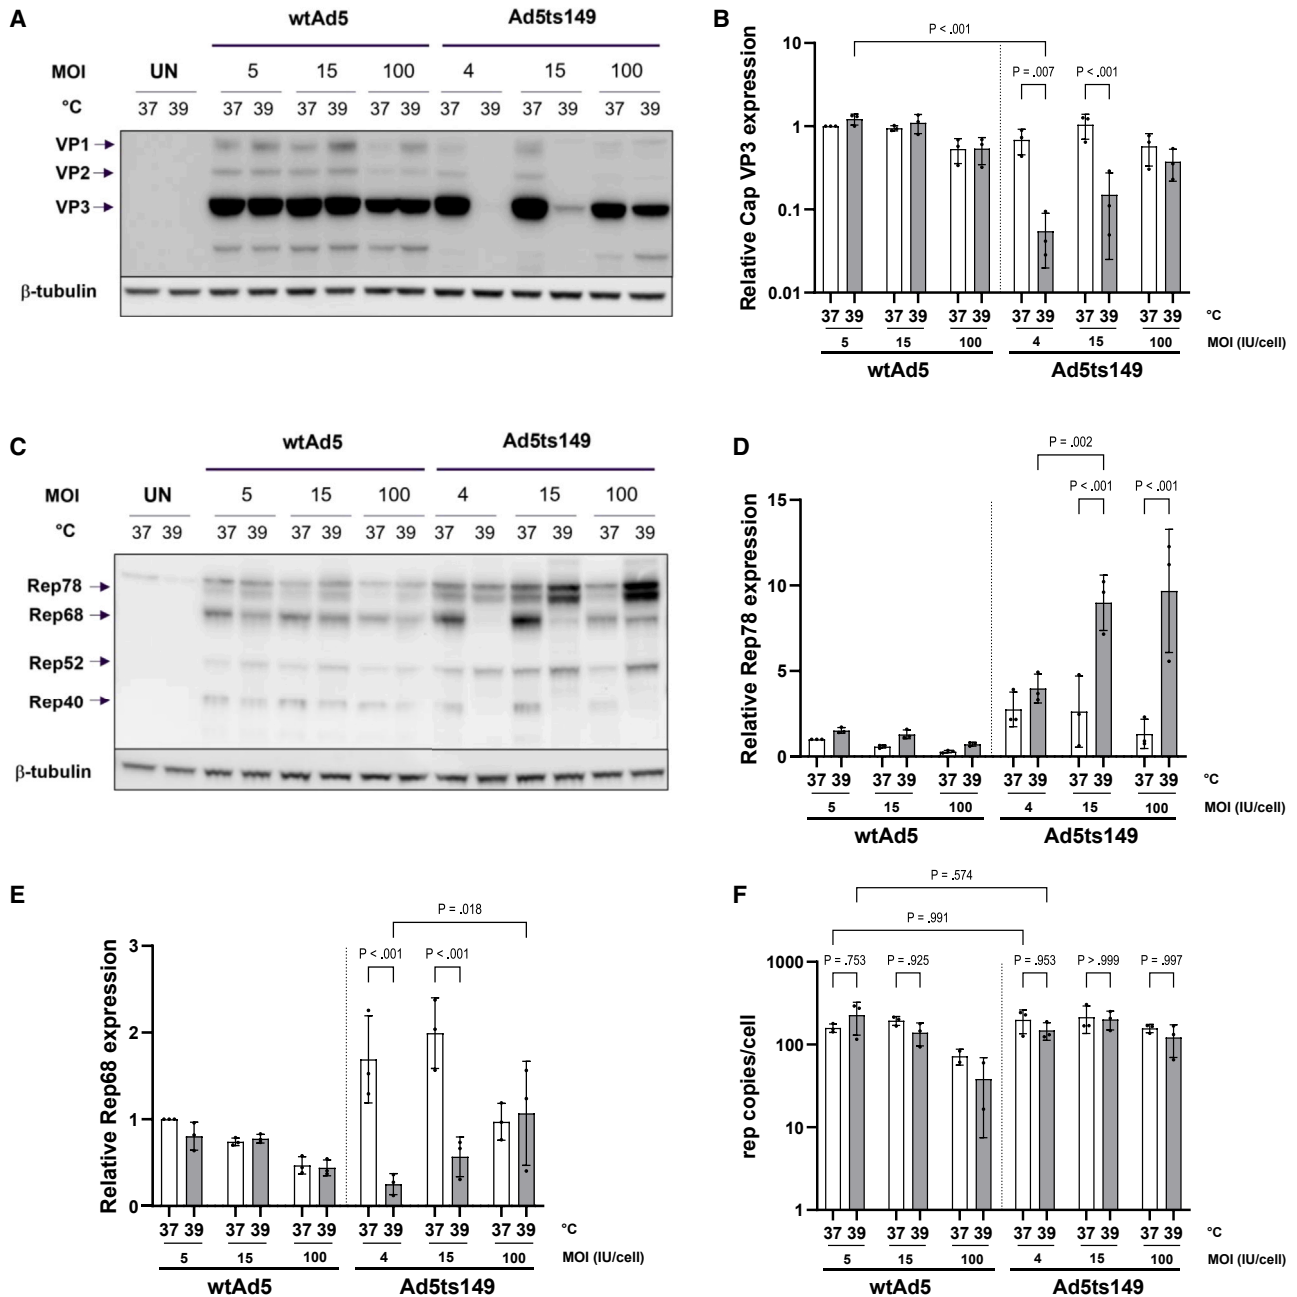 A
wtAd5 Ad5ts149
MOI UN 5 15 100 4 15 100
°C 37 39 37 39 37 39 37 39 37 39 37 39 37 39
VP1
VP2
VP3
β-tubulin
B
P < .001
P = .007 P < .001
Relative Cap VP3 expression
10
1
0.1
0.01
37 39 37 39 37 39 37 39 37 39 37 39 °C
5 15 100 4 15 100 MOI (IU/cell)
wtAd5 Ad5ts149
C
wtAd5 Ad5ts149
MOI UN 5 15 100 4 15 100
°C 37 39 37 39 37 39 37 39 37 39 37 39 37 39
Rep78
Rep68
Rep52
Rep40
β-tubulin
D
P = .002
P < .001 P < .001
Relative Rep78 expression
15
10
5
0
37 39 37 39 37 39 37 39 37 39 37 39 °C
5 15 100 4 15 100 MOI (IU/cell)
wtAd5 Ad5ts149
E
P = .018
P < .001 P < .001
Relative Rep68 expression
3
2
1
0
37 39 37 39 37 39 37 39 37 39 37 39 °C
5 15 100 4 15 100 MOI (IU/cell)
wtAd5 Ad5ts149
F
P = .574
P = .991
P = .753 P = .925 P = .953 P > .999 P = .997
rep copies/cell
1000
100
10
1
37 39 37 39 37 39 37 39 37 39 37 39 °C
5 15 100 4 15 100 MOI (IU/cell)
wtAd5 Ad5ts149